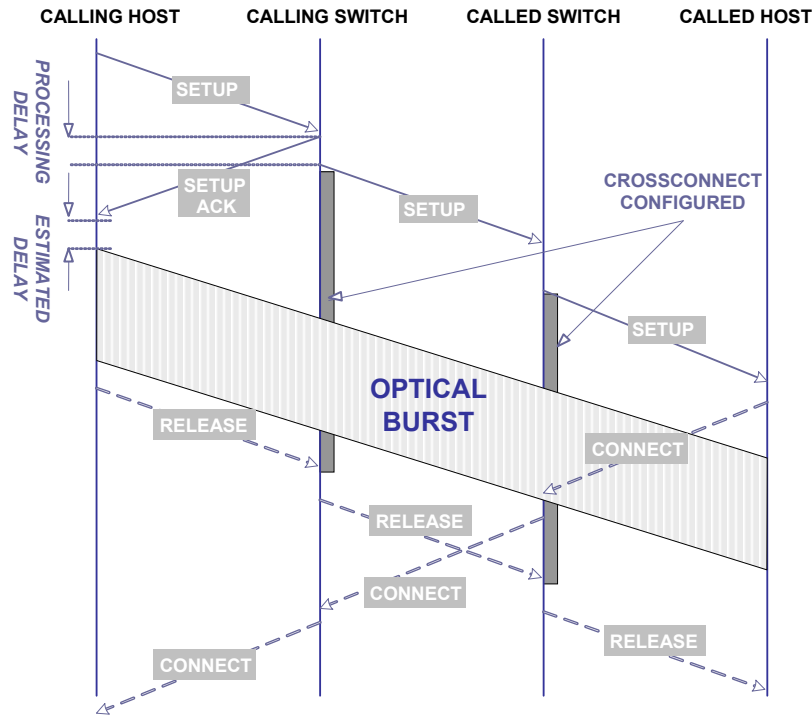 CALLING HOST
CALLING SWITCH
CALLED SWITCH
CALLED HOST
PROCESSING
DELAY
SETUP
SETUP
ACK
SETUP
CROSSCONNECT
CONFIGURED
ESTIMATED
DELAY
SETUP
OPTICAL
BURST
RELEASE
CONNECT
RELEASE
CONNECT
RELEASE
CONNECT